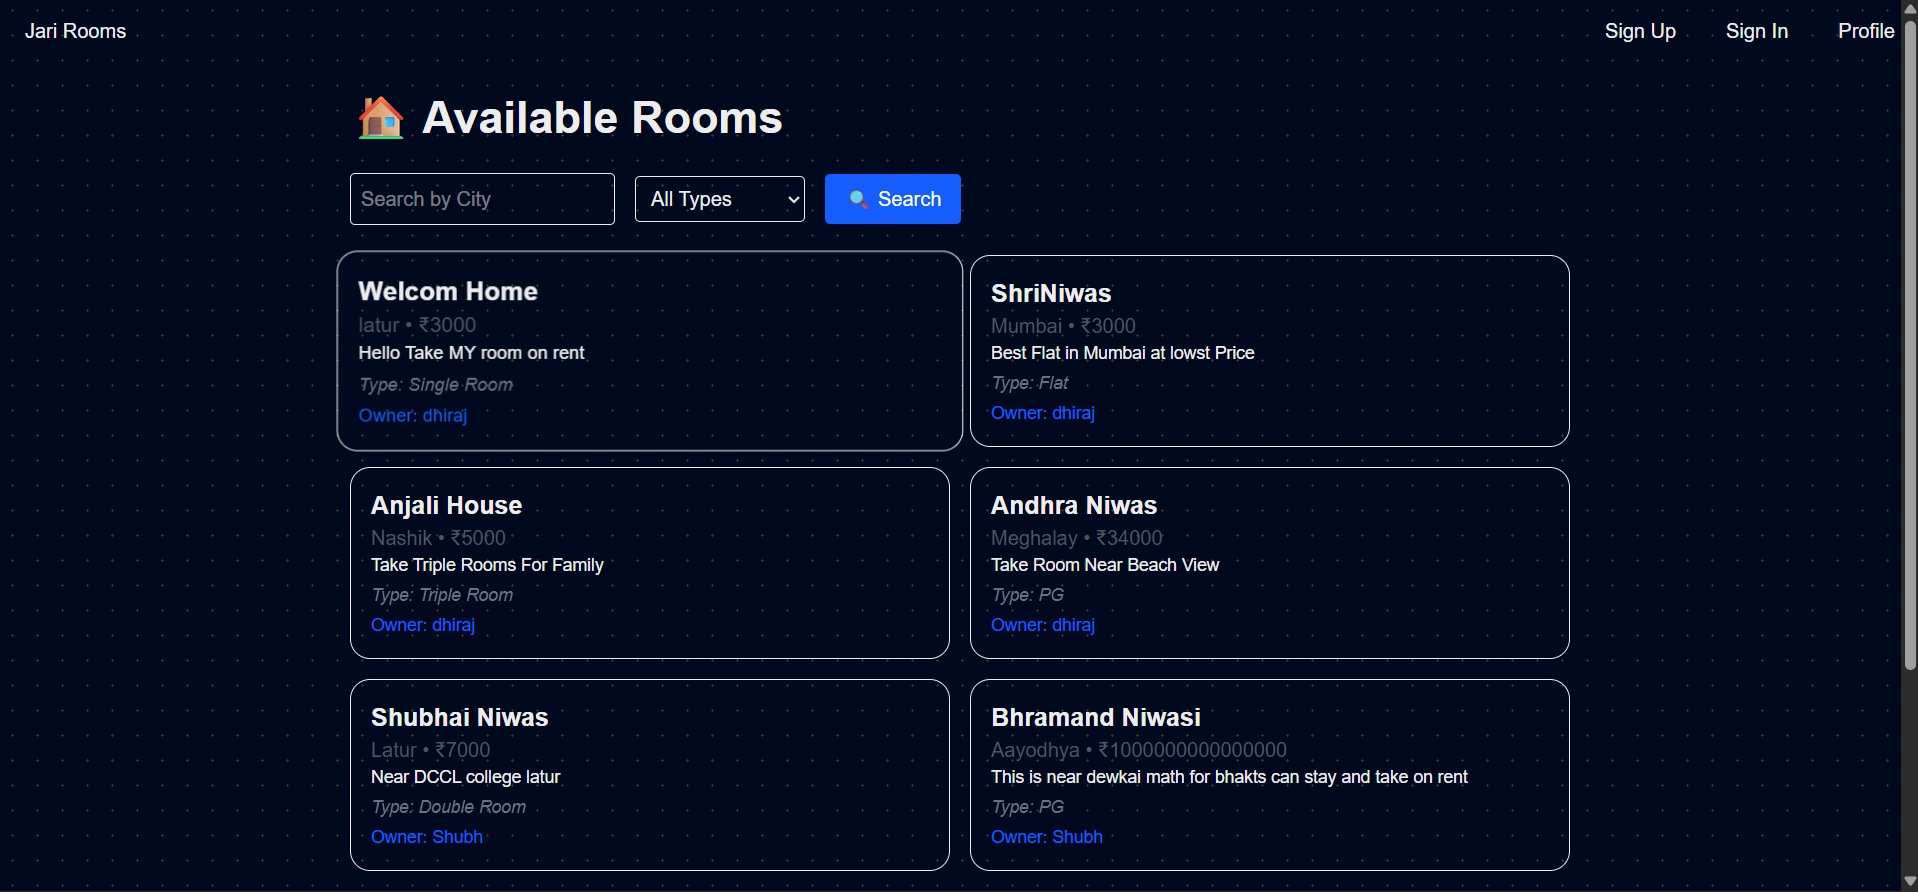 Jari Rooms
Sign Up
Sign In
Profile
Available Rooms
Search by City
All Types
Search
Welcom Home
latur • ₹3000
Hello Take MY room on rent
Type: Single Room
Owner: dhiraj
ShriNiwas
Mumbai • ₹3000
Best Flat in Mumbai at lowst Price
Type: Flat
Owner: dhiraj
Anjali House
Nashik • ₹5000
Take Triple Rooms For Family
Type: Triple Room
Owner: dhiraj
Andhra Niwas
Meghalay • ₹34000
Take Room Near Beach View
Type: PG
Owner: dhiraj
Shubhai Niwas
Latur • ₹7000
Near DCCL college latur
Type: Double Room
Owner: Shubh
Bhramand Niwasi
Aayodhya • ₹1000000000000000
This is near dewkai math for bhakts can stay and take on rent
Type: PG
Owner: Shubh